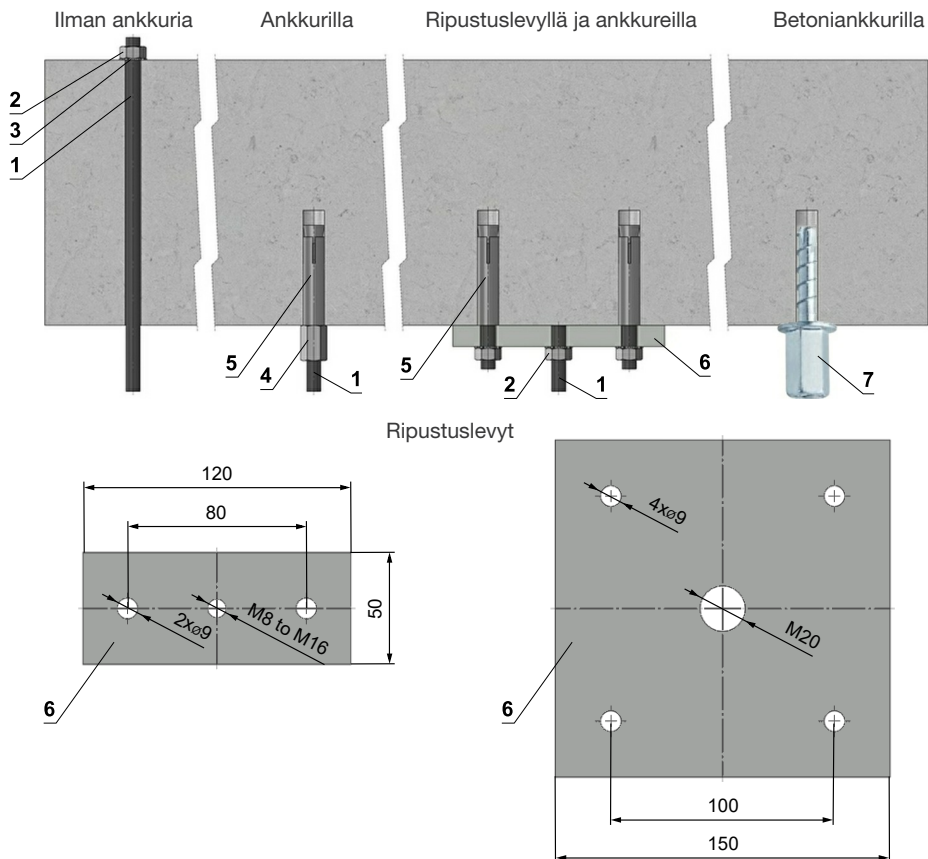 Ilman ankkuria
Ankkurilla
Ripustuslevyllä ja ankkureilla
Betoniankkurilla
2
3
1
5
4
1
5
2
1
6
7
Ripustuslevyt
120
80
50
2xø9
M8 to M16
6
4xø9
M20
6
100
150